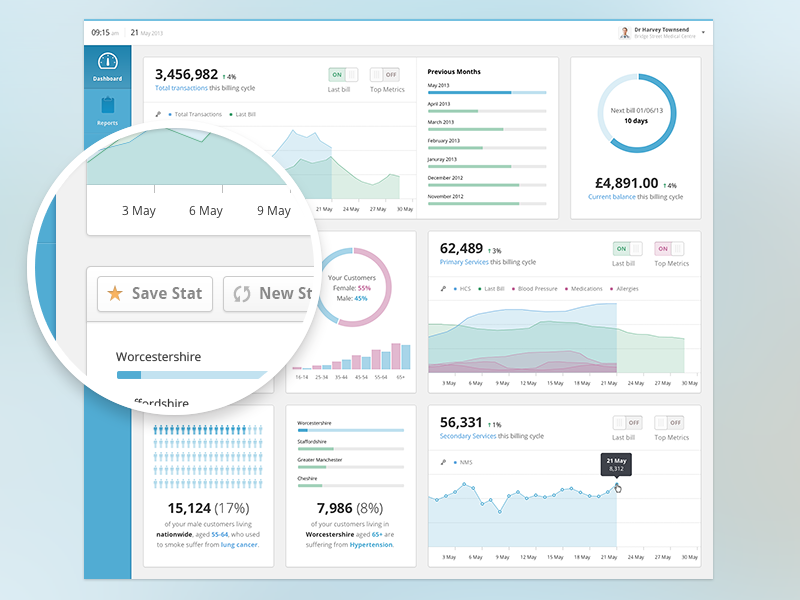 09:15 am
21 May 2013
Dr Harvey Townsend
Bridge Street Medical Centre
Dashboard
Reports
3,456,982 4%
Total transactions this billing cycle
ON
Last bill
OFF
Top Metrics
Total Transactions
Last Bill
21 May 24 May 27 May 30 May
Previous Months
May 2013
April 2013
March 2013
February 2013
Januray 2013
December 2012
November 2012
Next bill 01/06/13
10 days
£4,891.00 4%
Current balance this billing cycle
3 May 6 May 9 May
Save Stat
New St
Worcestershire
ffordshire
Your Customers
Female: 55%
Male: 45%
16-14 25-34 35-44 45-54 55-64 65+
62,489 3%
Primary Services this billing cycle
ON
Last bill
ON
Top Metrics
HCS Last Bill Blood Pressure Medications Allergies
3 May 6 May 9 May 12 May 15 May 18 May 21 May 24 May 27 May 30 May
15,124 (17%)
of your male customers living
nationwide, aged 55-64, who used
to smoke suffer from lung cancer.
Worcestershire
Staffordshire
Greater Manchester
Cheshire
7,986 (8%)
of your customers living in
Worcestershire aged 65+ are
suffering from Hypertension.
56,331 1%
Secondary Services this billing cycle
OFF
Last bill
OFF
Top Metrics
NMS
21 May
8,312
3 May 6 May 9 May 12 May 15 May 18 May 21 May 24 May 27 May 30 May